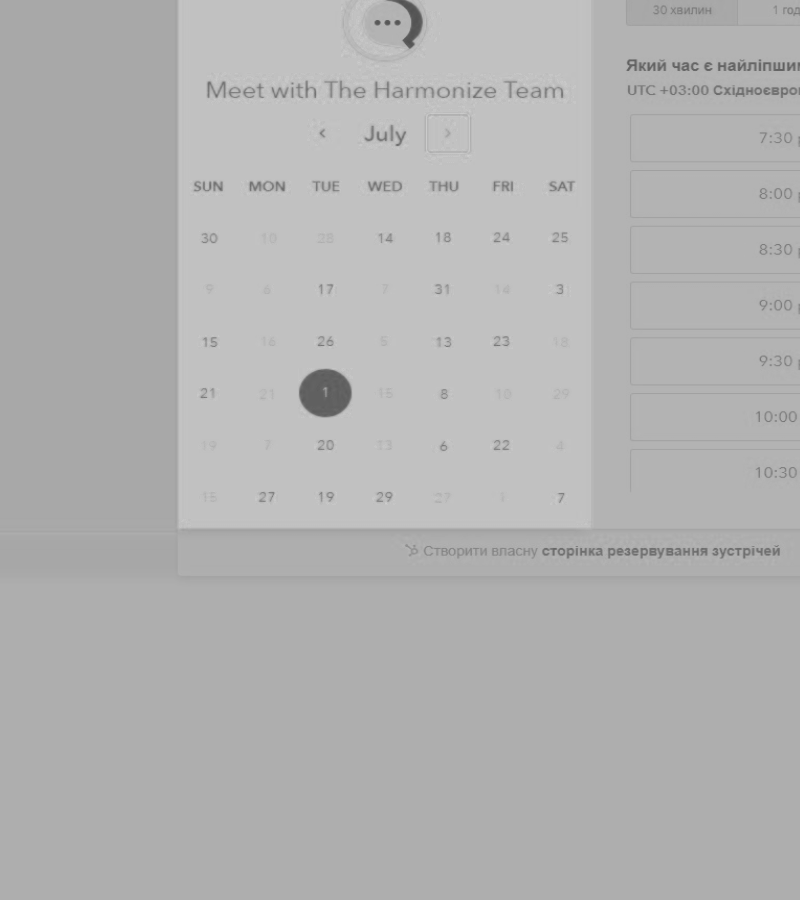 30 хвилин
Meet with The Harmonize Team
‹ July ›
SUN MON TUE WED THU FRI SAT
30 10 28 14 18 24 25
9 6 17 7 31 14 3
15 16 26 5 13 23 18
21 21 1 15 8 10 29
19 7 20 13 6 22 4
15 27 19 29 27 1 7
Який час є
UTC +03:00
7:30
8:00
8:30
9:00
9:30
10:00
10:30
Створити власну сторінка резервування зустрічей